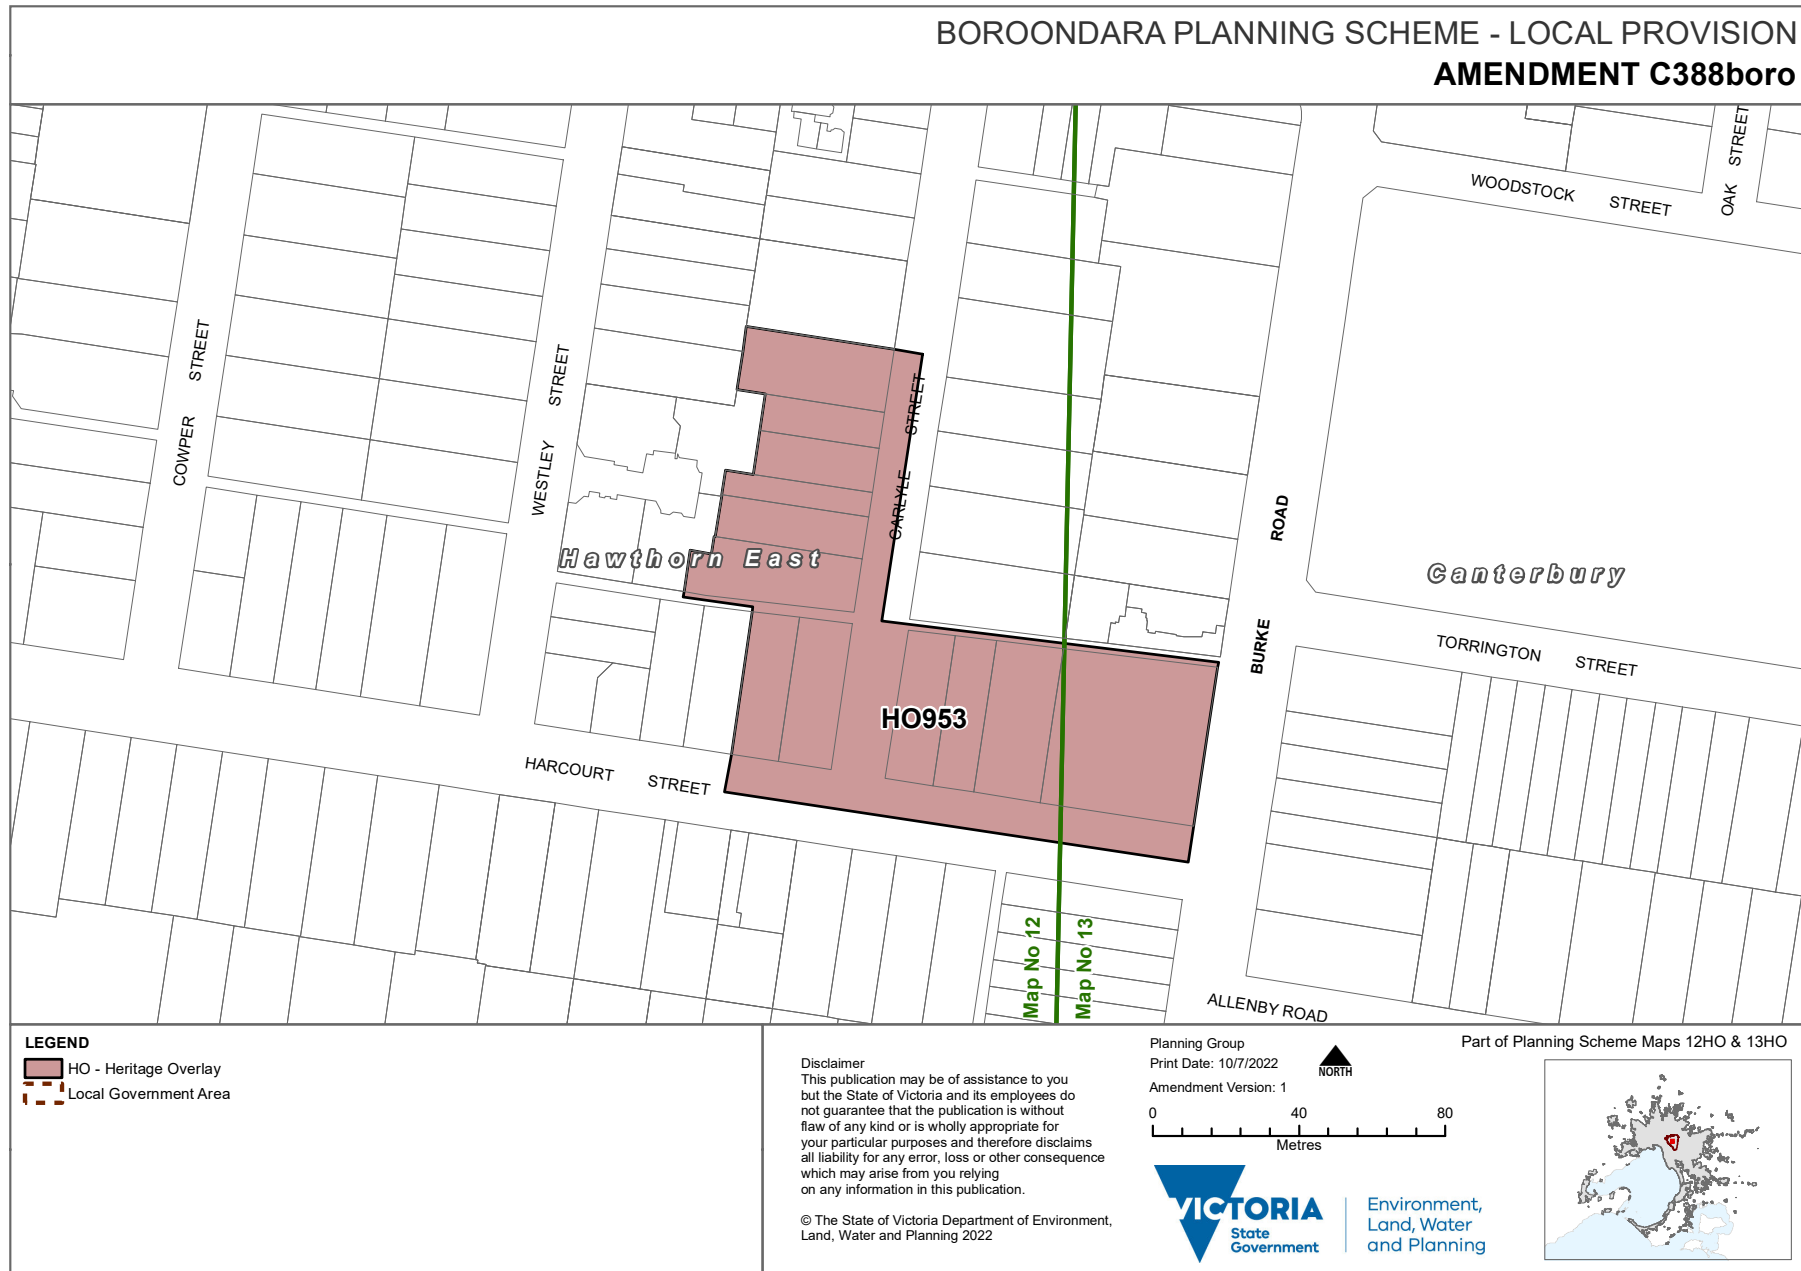 BOROONDARA PLANNING SCHEME - LOCAL PROVISION
AMENDMENT C388boro
WOODSTOCK STREET
OAK STREET
COWPER STREET
WESTLEY STREET
CARLYLE STREET
BURKE ROAD
Hawthorn East
Canterbury
TORRINGTON STREET
HO953
HARCOURT STREET
Map No 12
Map No 13
ALLENBY ROAD
LEGEND
HO - Heritage Overlay
Local Government Area
Disclaimer
This publication may be of assistance to you
but the State of Victoria and its employees do
not guarantee that the publication is without
flaw of any kind or is wholly appropriate for
your particular purposes and therefore disclaims
all liability for any error, loss or other consequence
which may arise from you relying
on any information in this publication.
© The State of Victoria Department of Environment,
Land, Water and Planning 2022
Planning Group
Print Date: 10/7/2022
Amendment Version: 1
NORTH
0 40 80
Metres
VICTORIA
State
Government
Environment,
Land, Water
and Planning
Part of Planning Scheme Maps 12HO & 13HO